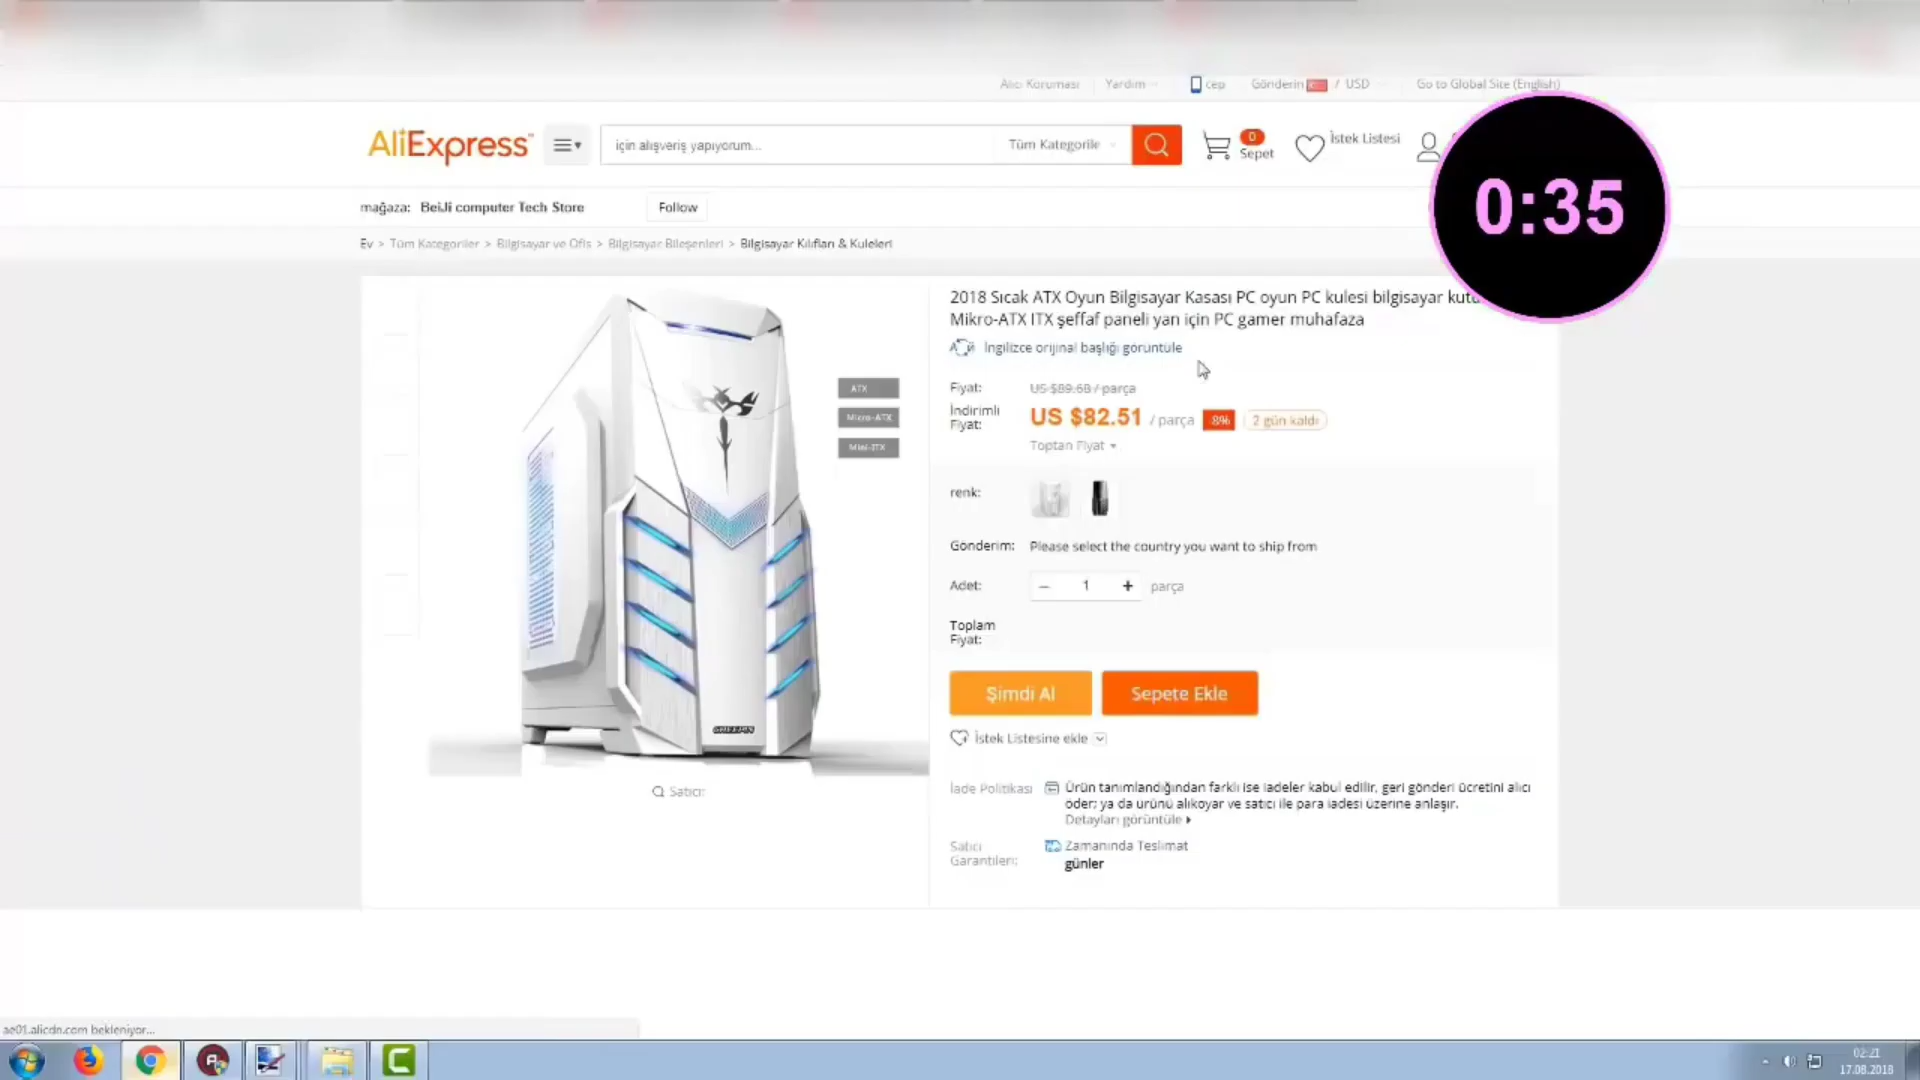 Alıcı Koruması Yardım cep Gönderin / USD Go to Global Site (English)
AliExpress™ için alışveriş yapıyorum... Tüm Kategorile 0 Sepet İstek Listesi
0:35
mağaza: BeiJi computer Tech Store Follow
Ev > Tüm Kategoriler > Bilgisayar ve Ofis > Bilgisayar Bileşenleri > Bilgisayar Kılıfları & Kuleleri
2018 Sıcak ATX Oyun Bilgisayar Kasası PC oyun PC kulesi bilgisayar
Mikro-ATX ITX şeffaf paneli yan için PC gamer muhafaza
İngilizce orijinal başlığı görüntüle
ATX
Micro-ATX
Mini-ITX
Fiyat: US $89.68 / parça
İndirimli Fiyat: US $82.51 / parça -8% 2 gün kaldı
Toptan Fiyat
renk:
Gönderim: Please select the country you want to ship from
Adet: – 1 + parça
Toplam
Fiyat:
Şimdi Al Sepete Ekle
İstek Listesine ekle
Satıcı:
İade Politikası Ürün tanımlandığından farklı ise iadeler kabul edilir, geri gönderi ücretini alıcı
öder; ya da ürünü alıkoyar ve satıcı ile para iadesi üzerine anlaşır.
Detayları görüntüle
Satıcı Garantileri: Zamanında Teslimat
günler
ae01.alicdn.com bekleniyor...
02:21
17.08.2018